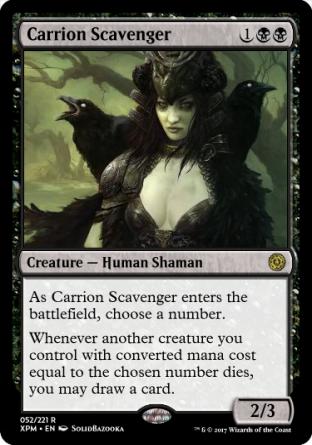 Carrion Scavenger 1
Creature — Human Shaman
As Carrion Scavenger enters the
battlefield, choose a number.
Whenever another creature you
control with converted mana cost
equal to the chosen number dies,
you may draw a card.
2/3
052/221 R
XPM • EN SolidBazooka
™ & © 2017 Wizards of the Coast